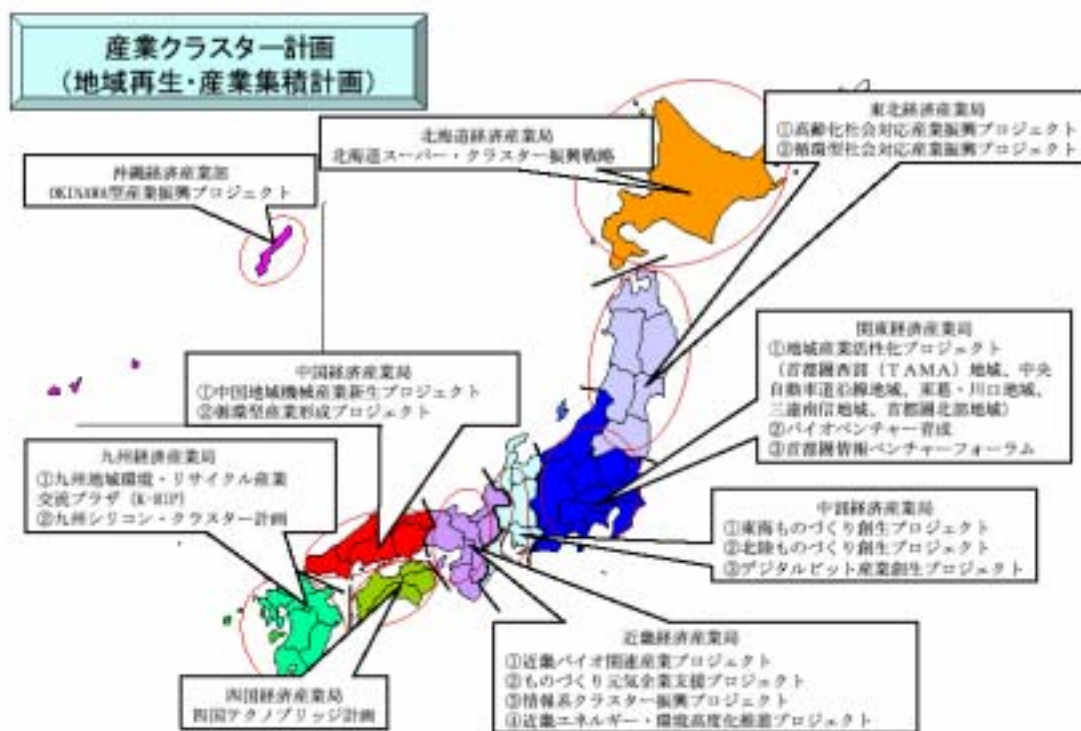 産業クラスター計画
(地域再生・産業集積計画)
北海道経済産業局
北海道スーパー・クラスター振興戦略
東北経済産業局
①高齢化社会対応産業振興プロジェクト
②循環型社会対応産業振興プロジェクト
沖縄経済産業部
OKINAWA型産業振興プロジェクト
関東経済産業局
①地域産業活性化プロジェクト
(首都圏西部(TAMA)地域、中央
自動車道沿線地域、東葛・川口地域、
三遠南信地域、首都圏北部地域)
②バイオベンチャー育成
③首都圏情報ベンチャーフォーラム
中国経済産業局
①中国地域機械産業新生プロジェクト
②循環型産業形成プロジェクト
九州経済産業局
①九州地域環境・リサイクル産業
交流プラザ(K-RIP)
②九州シリコン・クラスター計画
中部経済産業局
①東海ものづくり創生プロジェクト
②北陸ものづくり創生プロジェクト
③デジタルビット産業創生プロジェクト
近畿経済産業局
①近畿バイオ関連産業プロジェクト
②ものづくり元気企業支援プロジェクト
③情報系クラスター振興プロジェクト
④近畿エネルギー・環境高度化推進プロジェクト
四国経済産業局
四国テクノブリッジ計画